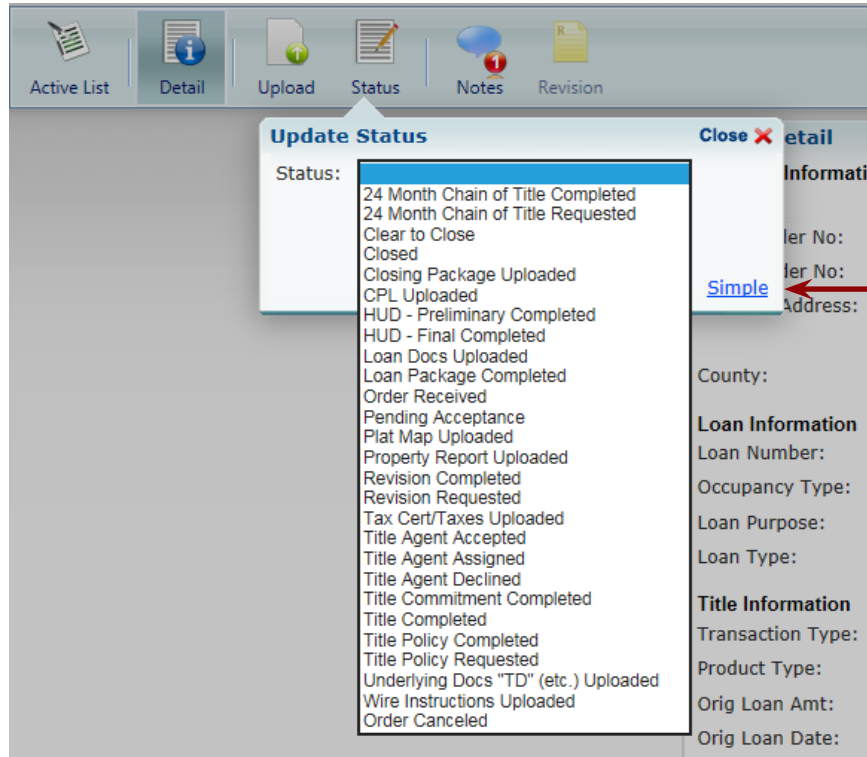 R
1
Active List Detail Upload Status Notes Revision
Update Status Close etail
Status: Informati
24 Month Chain of Title Completed
24 Month Chain of Title Requested
Clear to Close ler No:
Closed
Closing Package Uploaded der No:
CPL Uploaded Simple
HUD - Preliminary Completed Address:
HUD - Final Completed
Loan Docs Uploaded
Loan Package Completed County:
Order Received
Pending Acceptance Loan Information
Plat Map Uploaded
Property Report Uploaded Loan Number:
Revision Completed
Revision Requested Occupancy Type:
Tax Cert/Taxes Uploaded Loan Purpose:
Title Agent Accepted
Title Agent Assigned Loan Type:
Title Agent Declined
Title Commitment Completed Title Information
Title Completed
Title Policy Completed Transaction Type:
Title Policy Requested Product Type:
Underlying Docs "TD" (etc.) Uploaded
Wire Instructions Uploaded Orig Loan Amt:
Order Canceled
Orig Loan Date: